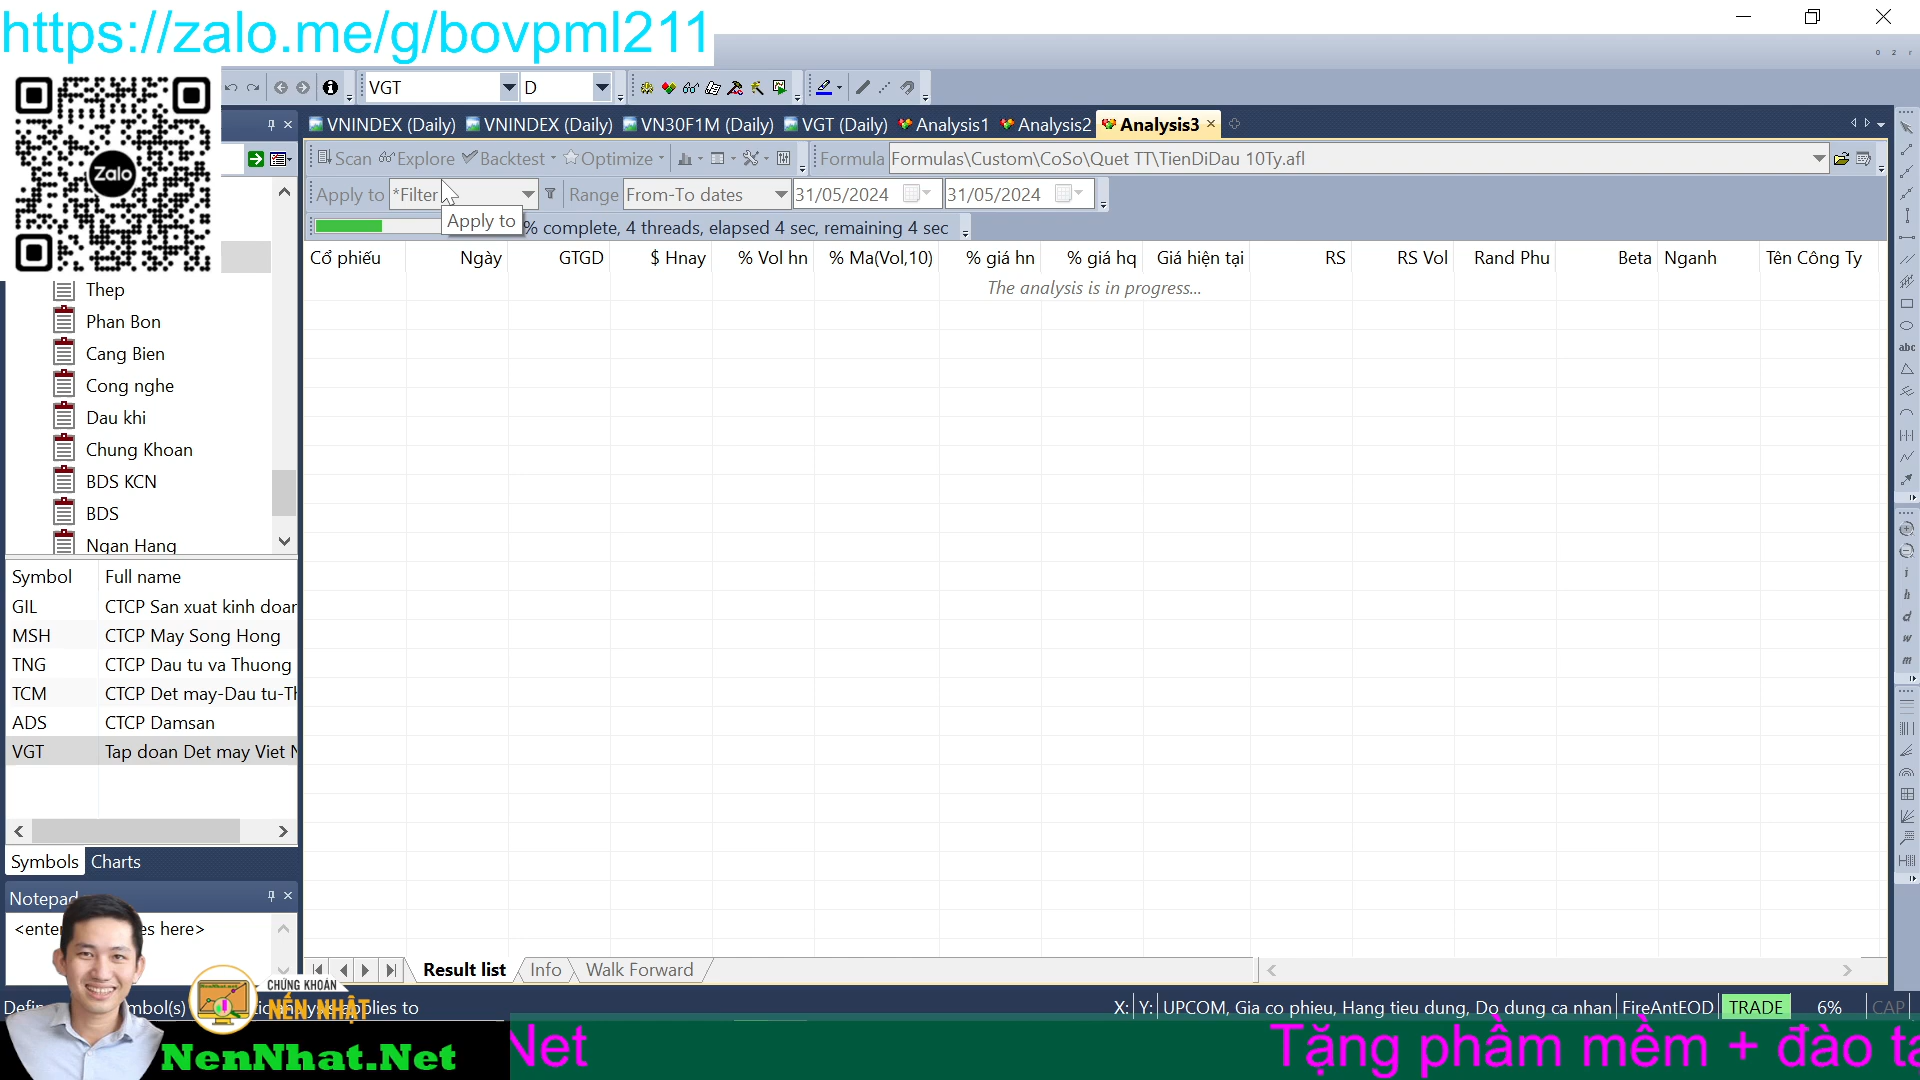 https://zalo.me/g/bovpml211
Zalo
VGT
D
VNINDEX (Daily)
VNINDEX (Daily)
VN30F1M (Daily)
VGT (Daily)
Analysis1
Analysis2
Analysis3
Scan
Explore
Backtest
Optimize
Formula
Formulas\Custom\CoSo\Quet TT\TienDiDau 10Ty.afl
Apply to
*Filter
Range
From-To dates
31/05/2024
31/05/2024
Apply to
% complete, 4 threads, elapsed 4 sec, remaining 4 sec
Cổ phiếu
Ngày
GTGD
$ Hnay
% Vol hn
% Ma(Vol,10)
% giá hn
% giá hq
Giá hiện tại
RS
RS Vol
Rand Phu
Beta
Nganh
Tên Công Ty
The analysis is in progress...
Thep
Phan Bon
Cang Bien
Cong nghe
Dau khi
Chung Khoan
BDS KCN
BDS
Ngan Hang
Symbol Full name
GIL CTCP San xuat kinh doan
MSH CTCP May Song Hong
TNG CTCP Dau tu va Thuong
TCM CTCP Det may-Dau tu-Th
ADS CTCP Damsan
VGT Tap doan Det may Viet N
Symbols
Charts
Notepad
<enter
es here>
Result list
Info
Walk Forward
CHỨNG KHOÁN
NẾN NHẬT
mbol(s)
applies to
X:
Y:
UPCOM, Gia co phieu, Hang tieu dung, Do dung ca nhan
FireAntEOD
TRADE
6%
CAP
NenNhat.Net
Net
Tặng phầm mềm + đào tạ
abc
i
h
d
w
m